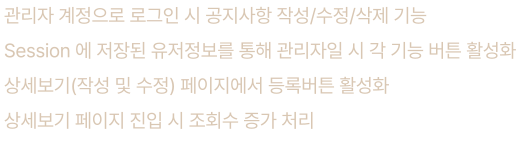 관리자 계정으로 로그인 시 공지사항 작성/수정/삭제 기능
Session 에 저장된 유저정보를 통해 관리자일 시 각 기능 버튼 활성화
상세보기(작성 및 수정) 페이지에서 등록버튼 활성화
상세보기 페이지 진입 시 조회수 증가 처리